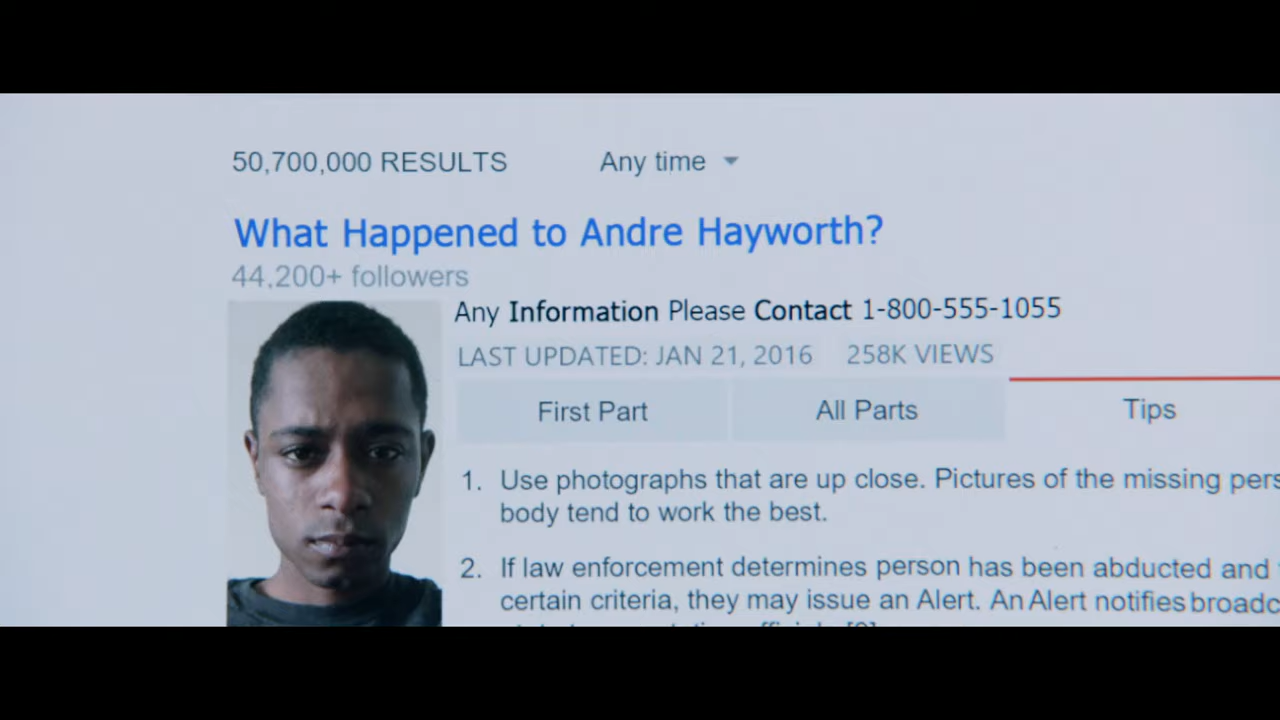 50,700,000 RESULTS Any time
What Happened to Andre Hayworth?
44,200+ followers
Any Information Please Contact 1-800-555-1055
LAST UPDATED: JAN 21, 2016 258K VIEWS
First Part All Parts Tips
1. Use photographs that are up close. Pictures of the missing pers
body tend to work the best.
2. If law enforcement determines person has been abducted and
certain criteria, they may issue an Alert. An Alert notifies broadc